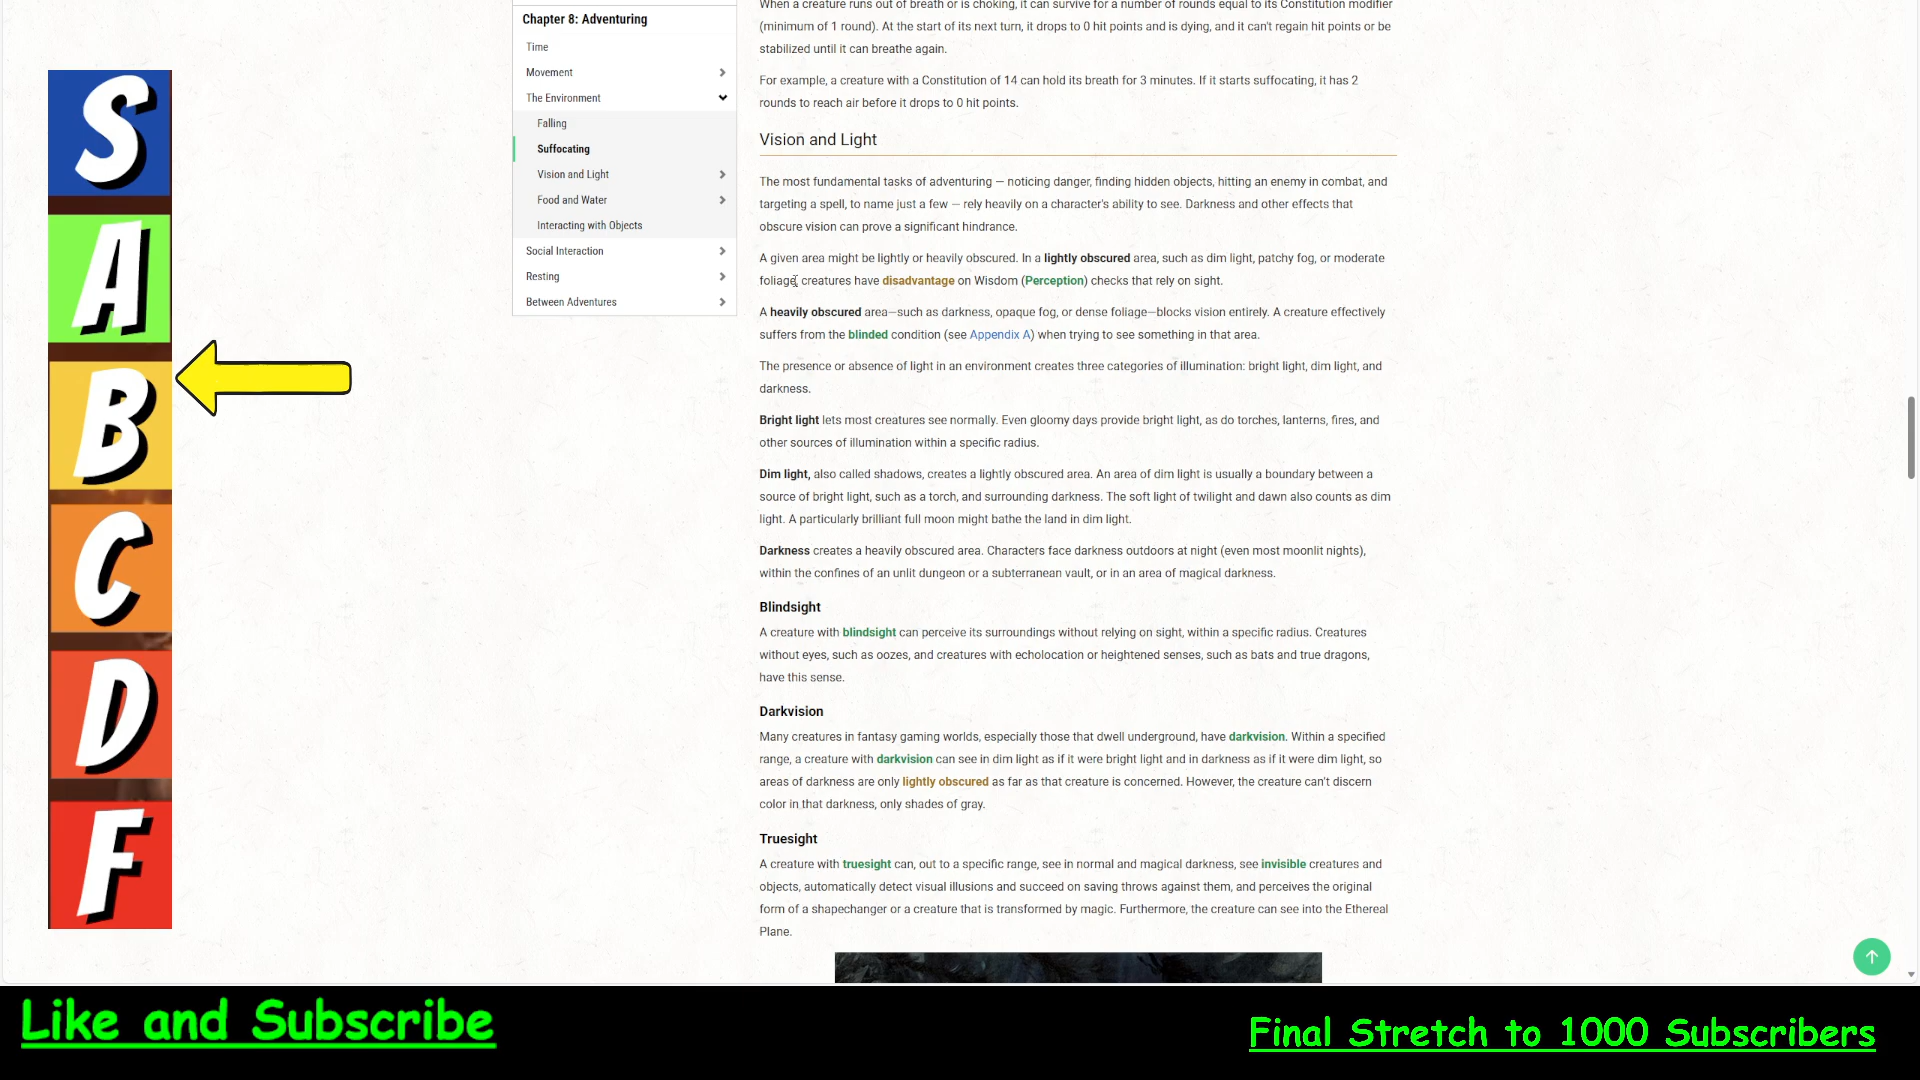 S
A
B
C
D
F
Chapter 8: Adventuring
Time
Movement
The Environment
Falling
Suffocating
Vision and Light
Food and Water
Interacting with Objects
Social Interaction
Resting
Between Adventures
When a creature runs out of breath or is choking, it can survive for a number of rounds equal to its Constitution modifier
(minimum of 1 round). At the start of its next turn, it drops to 0 hit points and is dying, and it can't regain hit points or be
stabilized until it can breathe again.
For example, a creature with a Constitution of 14 can hold its breath for 3 minutes. If it starts suffocating, it has 2
rounds to reach air before it drops to 0 hit points.
Vision and Light
The most fundamental tasks of adventuring — noticing danger, finding hidden objects, hitting an enemy in combat, and
targeting a spell, to name just a few — rely heavily on a character's ability to see. Darkness and other effects that
obscure vision can prove a significant hindrance.
A given area might be lightly or heavily obscured. In a lightly obscured area, such as dim light, patchy fog, or moderate
foliage, creatures have disadvantage on Wisdom (Perception) checks that rely on sight.
A heavily obscured area—such as darkness, opaque fog, or dense foliage—blocks vision entirely. A creature effectively
suffers from the blinded condition (see Appendix A) when trying to see something in that area.
The presence or absence of light in an environment creates three categories of illumination: bright light, dim light, and
darkness.
Bright light lets most creatures see normally. Even gloomy days provide bright light, as do torches, lanterns, fires, and
other sources of illumination within a specific radius.
Dim light, also called shadows, creates a lightly obscured area. An area of dim light is usually a boundary between a
source of bright light, such as a torch, and surrounding darkness. The soft light of twilight and dawn also counts as dim
light. A particularly brilliant full moon might bathe the land in dim light.
Darkness creates a heavily obscured area. Characters face darkness outdoors at night (even most moonlit nights),
within the confines of an unlit dungeon or a subterranean vault, or in an area of magical darkness.
Blindsight
A creature with blindsight can perceive its surroundings without relying on sight, within a specific radius. Creatures
without eyes, such as oozes, and creatures with echolocation or heightened senses, such as bats and true dragons,
have this sense.
Darkvision
Many creatures in fantasy gaming worlds, especially those that dwell underground, have darkvision. Within a specified
range, a creature with darkvision can see in dim light as if it were bright light and in darkness as if it were dim light, so
areas of darkness are only lightly obscured as far as that creature is concerned. However, the creature can't discern
color in that darkness, only shades of gray.
Truesight
A creature with truesight can, out to a specific range, see in normal and magical darkness, see invisible creatures and
objects, automatically detect visual illusions and succeed on saving throws against them, and perceives the original
form of a shapechanger or a creature that is transformed by magic. Furthermore, the creature can see into the Ethereal
Plane.
Like and Subscribe
Final Stretch to 1000 Subscribers